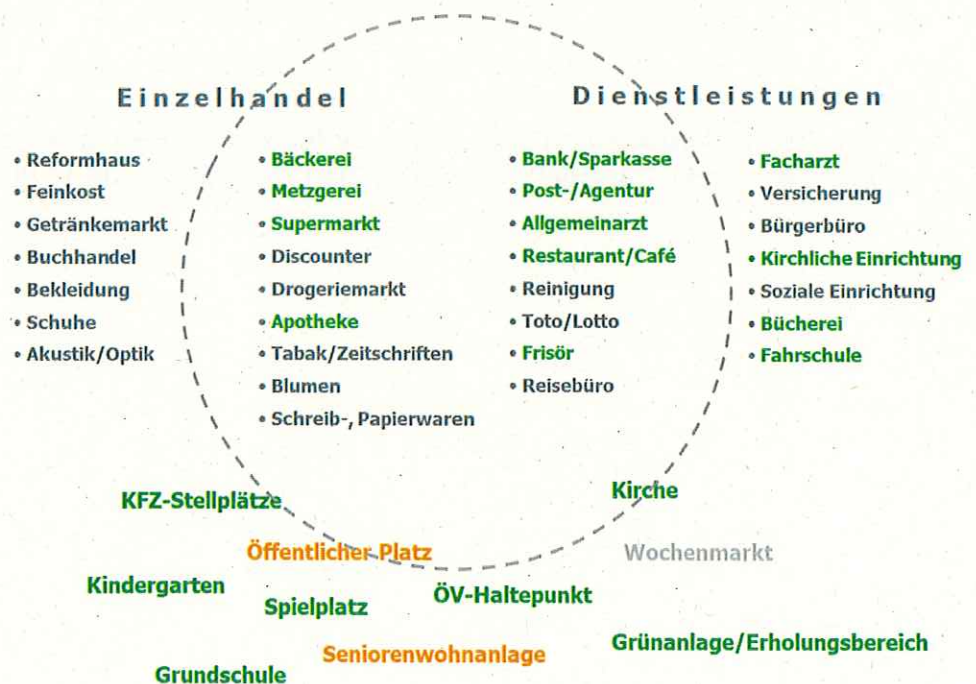 Einzelhandel
Dienstleistungen
• Reformhaus
• Feinkost
• Getränkemarkt
• Buchhandel
• Bekleidung
• Schuhe
• Akustik/Optik
• Bäckerei
• Metzgerei
• Supermarkt
• Discounter
• Drogeriemarkt
• Apotheke
• Tabak/Zeitschriften
• Blumen
• Schreib-, Papierwaren
• Bank/Sparkasse
• Post-/Agentur
• Allgemeinarzt
• Restaurant/Café
• Reinigung
• Toto/Lotto
• Frisör
• Reisebüro
• Facharzt
• Versicherung
• Bürgerbüro
• Kirchliche Einrichtung
• Soziale Einrichtung
• Bücherei
• Fahrschule
KFZ-Stellplätze
Kirche
Öffentlicher Platz
Wochenmarkt
Kindergarten
Spielplatz
ÖV-Haltepunkt
Seniorenwohnanlage
Grünanlage/Erholungsbereich
Grundschule